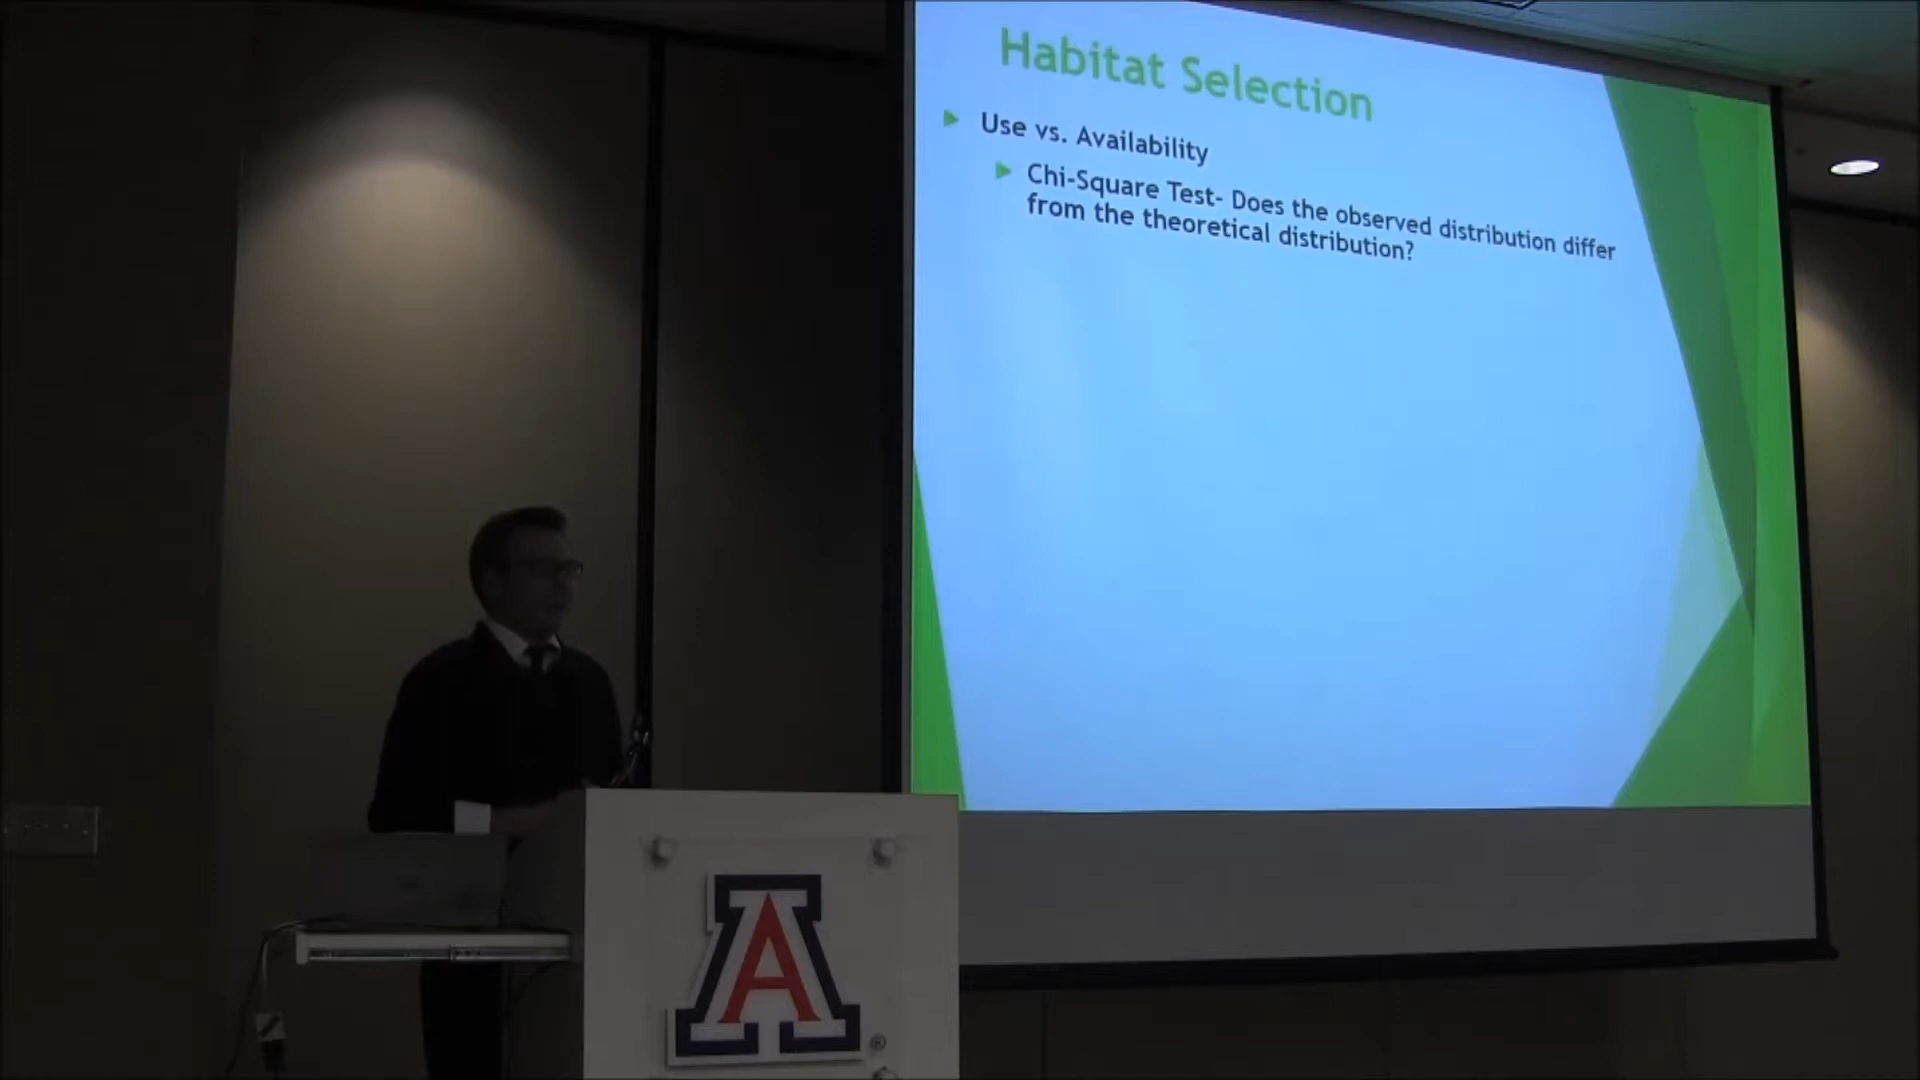 Habitat Selection
Use vs. Availability
Chi-Square Test- Does the observed distribution differ
from the theoretical distribution?
A
®